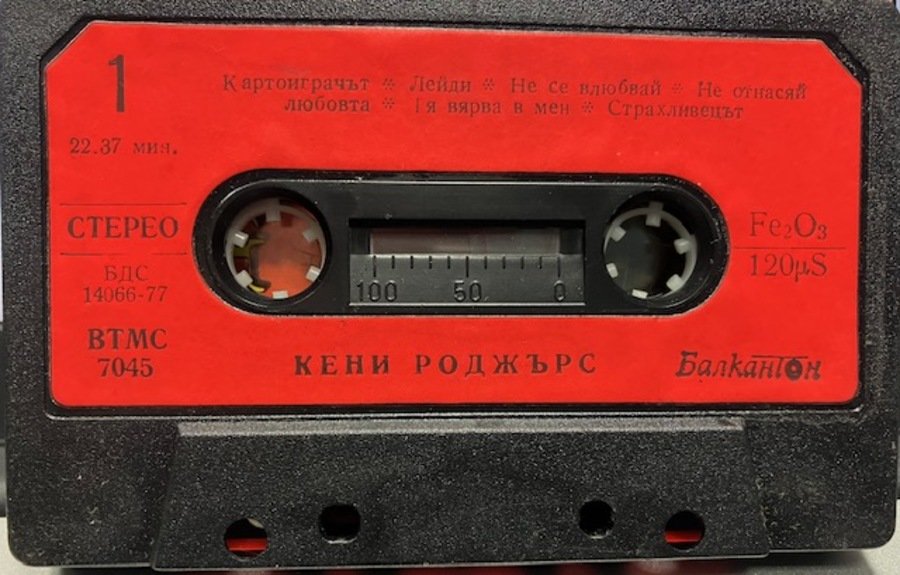 1
Картоиграчът * Лейди * Не се влюбвай * Не отнасяй
любовта * Тя вярва в мен * Страхливецът
22.37 мин.
СТЕРЕО
БДС
14066-77
ВТМС
7045
Fe₂O₃
120μS
100 50 0
КЕНИ РОДЖЪРС
Балкантон